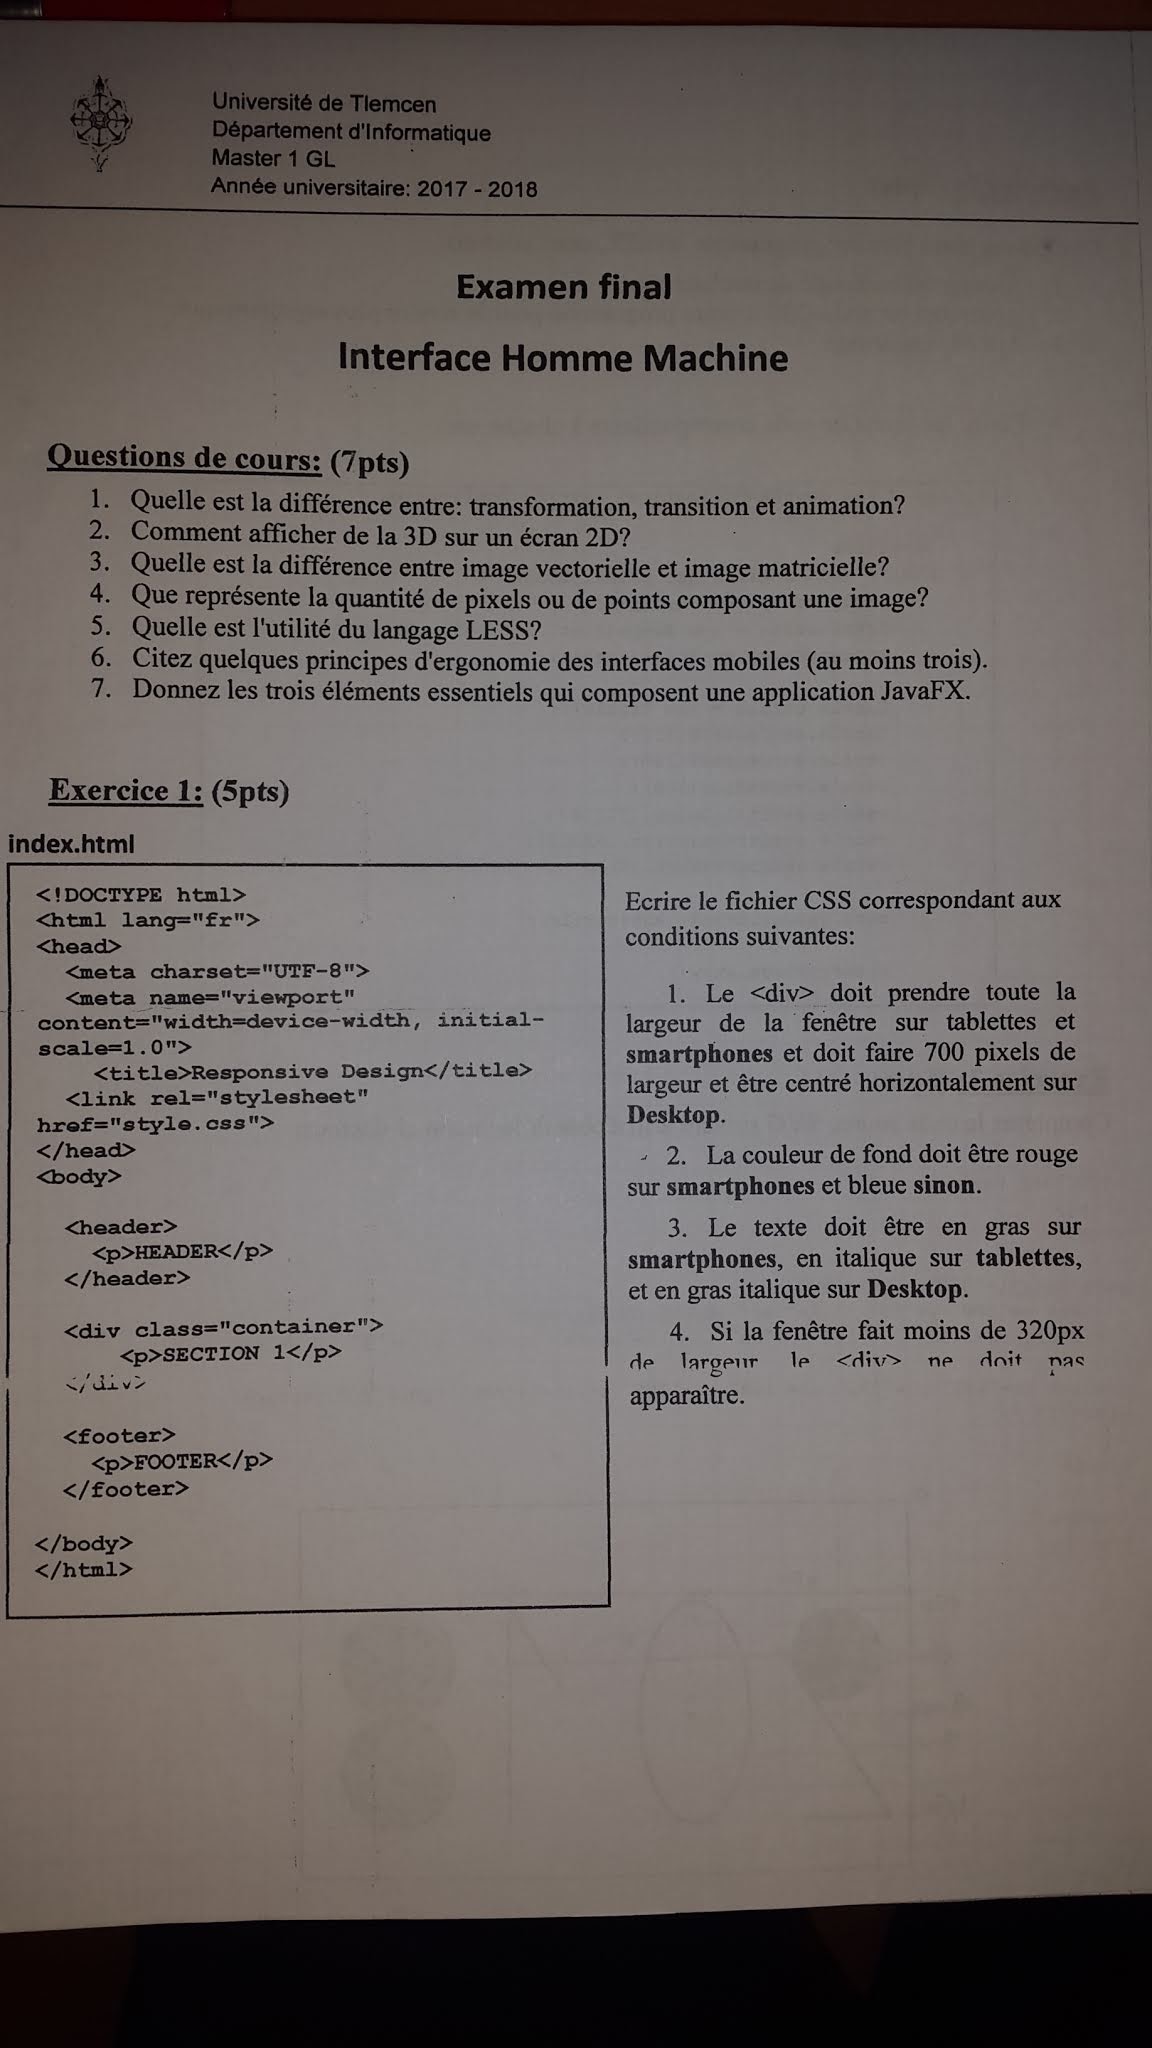 Université de Tlemcen
Département d'Informatique
Master 1 GL
Année universitaire: 2017 - 2018
Examen final
Interface Homme Machine
Questions de cours: (7pts)
1. Quelle est la différence entre: transformation, transition et animation?
2. Comment afficher de la 3D sur un écran 2D?
3. Quelle est la différence entre image vectorielle et image matricielle?
4. Que représente la quantité de pixels ou de points composant une image?
5. Quelle est l'utilité du langage LESS?
6. Citez quelques principes d'ergonomie des interfaces mobiles (au moins trois).
7. Donnez les trois éléments essentiels qui composent une application JavaFX.
Exercice 1: (5pts)
index.html
<!DOCTYPE html>
<html lang="fr">
<head>
<meta charset="UTF-8">
<meta name="viewport"
content="width=device-width, initial-
scale=1.0">
<title>Responsive Design</title>
<link rel="stylesheet"
href="style.css">
</head>
<body>
<header>
<p>HEADER</p>
</header>
<div class="container">
<p>SECTION 1</p>
</div>
<footer>
<p>FOOTER</p>
</footer>
</body>
</html>
Ecrire le fichier CSS correspondant aux
conditions suivantes:
1. Le <div> doit prendre toute la
largeur de la fenêtre sur tablettes et
smartphones et doit faire 700 pixels de
largeur et être centré horizontalement sur
Desktop.
2. La couleur de fond doit être rouge
sur smartphones et bleue sinon.
3. Le texte doit être en gras sur
smartphones, en italique sur tablettes,
et en gras italique sur Desktop.
4. Si la fenêtre fait moins de 320px
de largeur le <div> ne doit pas
apparaître.